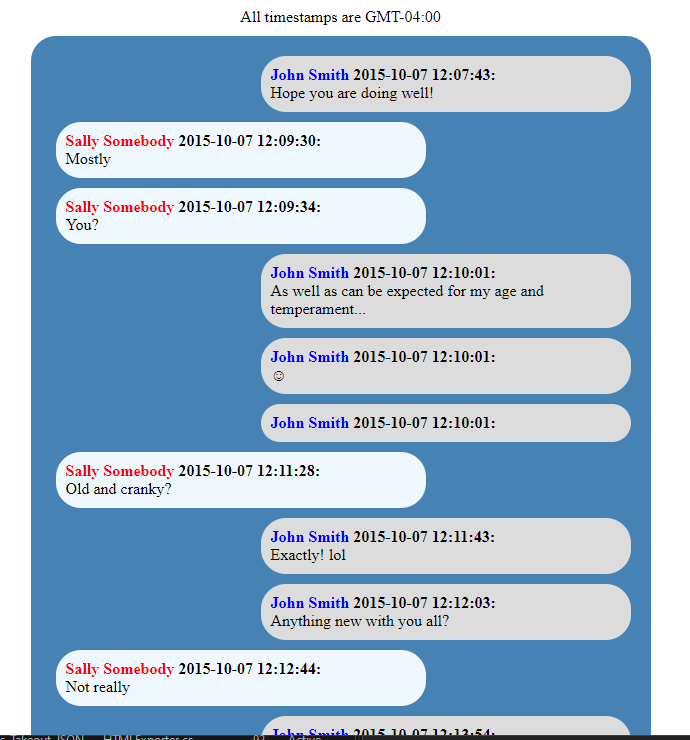 All timestamps are GMT-04:00
John Smith 2015-10-07 12:07:43:
Hope you are doing well!
Sally Somebody 2015-10-07 12:09:30:
Mostly
Sally Somebody 2015-10-07 12:09:34:
You?
John Smith 2015-10-07 12:10:01:
As well as can be expected for my age and
temperament...
John Smith 2015-10-07 12:10:01:
☺
John Smith 2015-10-07 12:10:01:
Sally Somebody 2015-10-07 12:11:28:
Old and cranky?
John Smith 2015-10-07 12:11:43:
Exactly! lol
John Smith 2015-10-07 12:12:03:
Anything new with you all?
Sally Somebody 2015-10-07 12:12:44:
Not really
John Smith 2015-10-07 12:13:54: